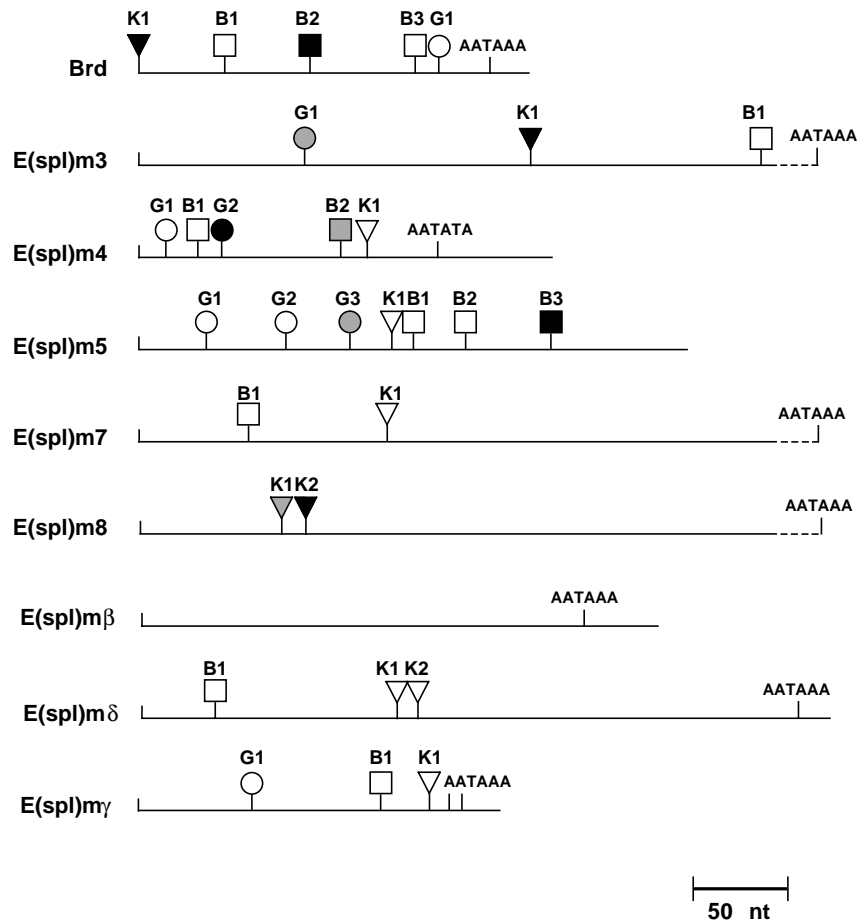 K1 B1 B2 B3 G1
AATAAA
Brd
G1 K1 B1
AATAAA
E(spl)m3
G1 B1 G2 B2 K1
AATATA
E(spl)m4
G1 G2 G3 K1 B1 B2 B3
E(spl)m5
B1 K1
AATAAA
E(spl)m7
K1 K2
AATAAA
E(spl)m8
AATAAA
E(spl)mβ
B1 K1 K2
AATAAA
E(spl)mδ
G1 B1 K1
AATAAA
E(spl)mγ
50 nt